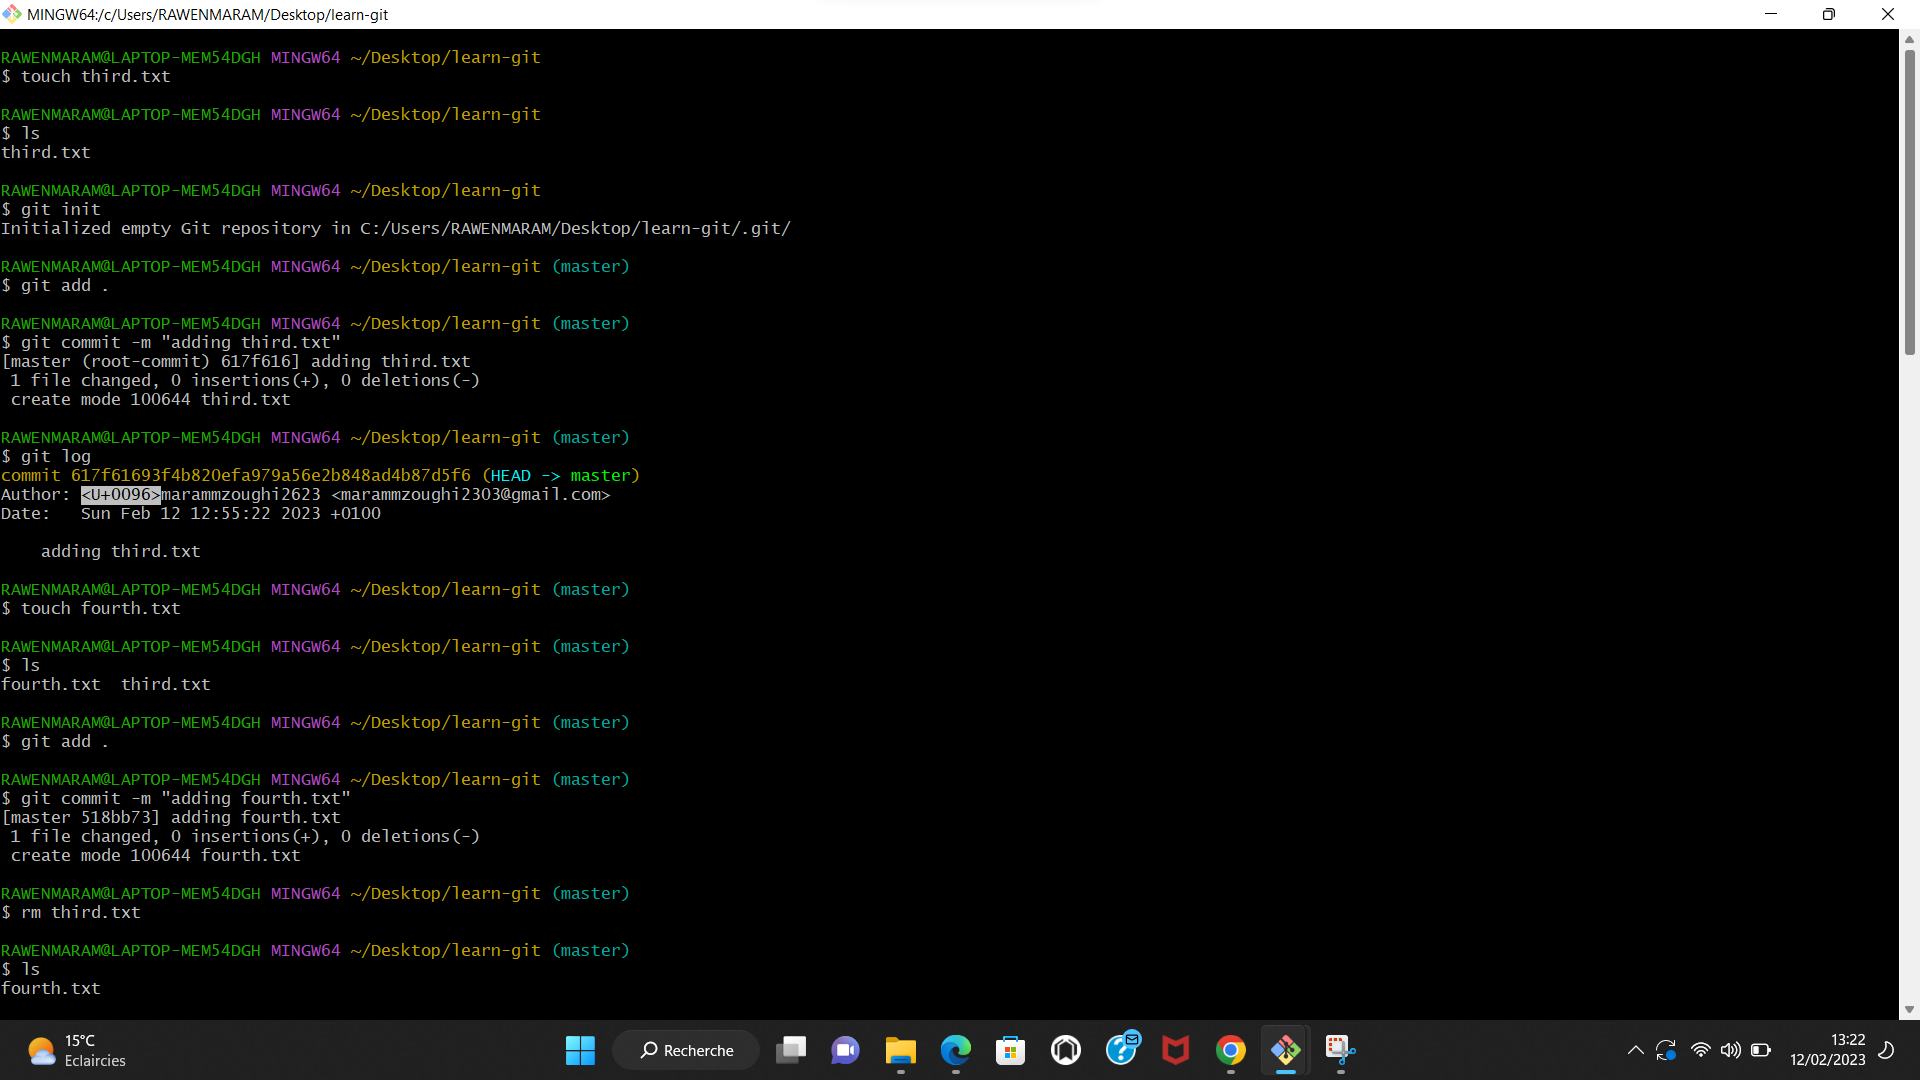 MINGW64:/c/Users/RAWENMARAM/Desktop/learn-git
RAWENMARAM@LAPTOP-MEM54DGH MINGW64 ~/Desktop/learn-git
$ touch third.txt
RAWENMARAM@LAPTOP-MEM54DGH MINGW64 ~/Desktop/learn-git
$ ls
third.txt
RAWENMARAM@LAPTOP-MEM54DGH MINGW64 ~/Desktop/learn-git
$ git init
Initialized empty Git repository in C:/Users/RAWENMARAM/Desktop/learn-git/.git/
RAWENMARAM@LAPTOP-MEM54DGH MINGW64 ~/Desktop/learn-git (master)
$ git add .
RAWENMARAM@LAPTOP-MEM54DGH MINGW64 ~/Desktop/learn-git (master)
$ git commit -m "adding third.txt"
[master (root-commit) 617f616] adding third.txt
 1 file changed, 0 insertions(+), 0 deletions(-)
 create mode 100644 third.txt
RAWENMARAM@LAPTOP-MEM54DGH MINGW64 ~/Desktop/learn-git (master)
$ git log
commit 617f61693f4b820efa979a56e2b848ad4b87d5f6 (HEAD -> master)
Author: <U+0096>marammzoughi2623 <marammzoughi2303@gmail.com>
Date:   Sun Feb 12 12:55:22 2023 +0100
    adding third.txt
RAWENMARAM@LAPTOP-MEM54DGH MINGW64 ~/Desktop/learn-git (master)
$ touch fourth.txt
RAWENMARAM@LAPTOP-MEM54DGH MINGW64 ~/Desktop/learn-git (master)
$ ls
fourth.txt  third.txt
RAWENMARAM@LAPTOP-MEM54DGH MINGW64 ~/Desktop/learn-git (master)
$ git add .
RAWENMARAM@LAPTOP-MEM54DGH MINGW64 ~/Desktop/learn-git (master)
$ git commit -m "adding fourth.txt"
[master 518bb73] adding fourth.txt
 1 file changed, 0 insertions(+), 0 deletions(-)
 create mode 100644 fourth.txt
RAWENMARAM@LAPTOP-MEM54DGH MINGW64 ~/Desktop/learn-git (master)
$ rm third.txt
RAWENMARAM@LAPTOP-MEM54DGH MINGW64 ~/Desktop/learn-git (master)
$ ls
fourth.txt
15°C
Eclaircies
Recherche
13:22
12/02/2023